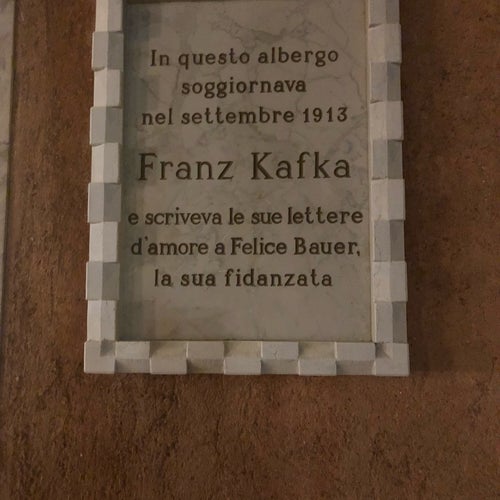 In questo albergo
soggiornava
nel settembre 1913
Franz Kafka
e scriveva le sue lettere
d'amore a Felice Bauer,
la sua fidanzata